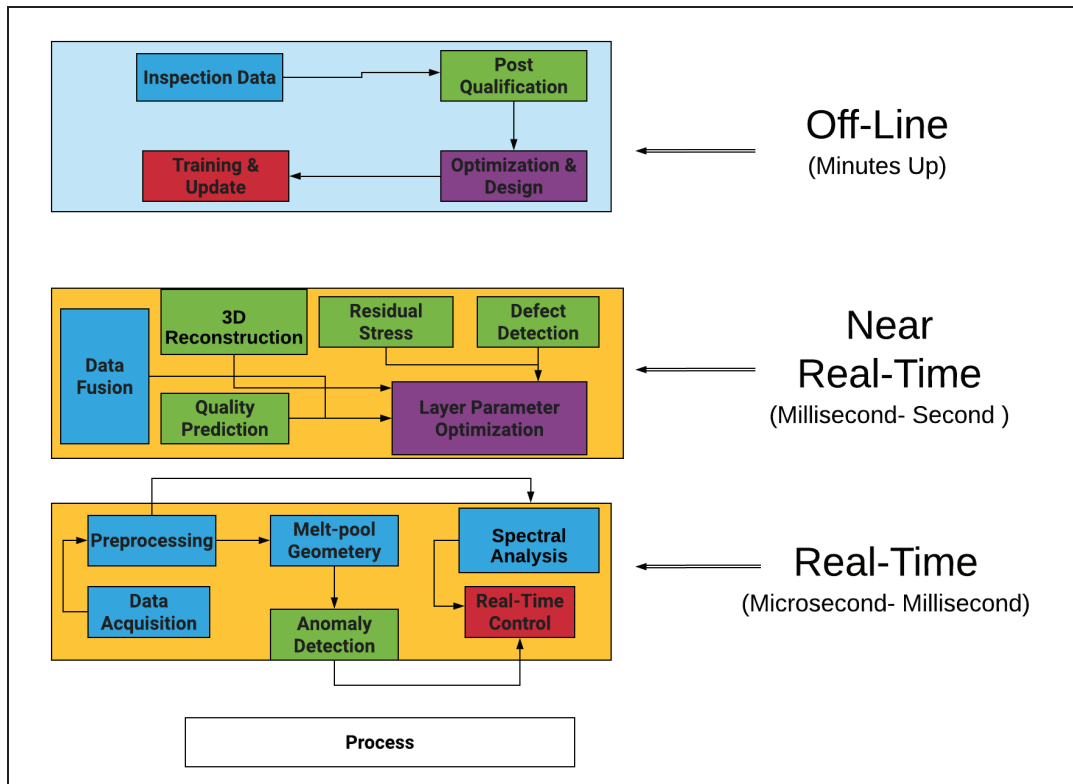 Inspection Data
Post
Qualification
Training &
Update
Optimization &
Design
Off-Line
(Minutes Up)
Data
Fusion
3D
Reconstruction
Residual
Stress
Defect
Detection
Quality
Prediction
Layer Parameter
Optimization
Near
Real-Time
(Millisecond- Second )
Preprocessing
Melt-pool
Geometery
Spectral
Analysis
Data
Acquisition
Anomaly
Detection
Real-Time
Control
Real-Time
(Microsecond- Millisecond)
Process